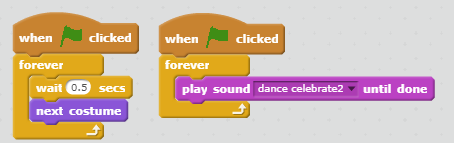 when clicked
forever
wait 0.5 secs
next costume
when clicked
forever
play sound dance celebrate2 until done